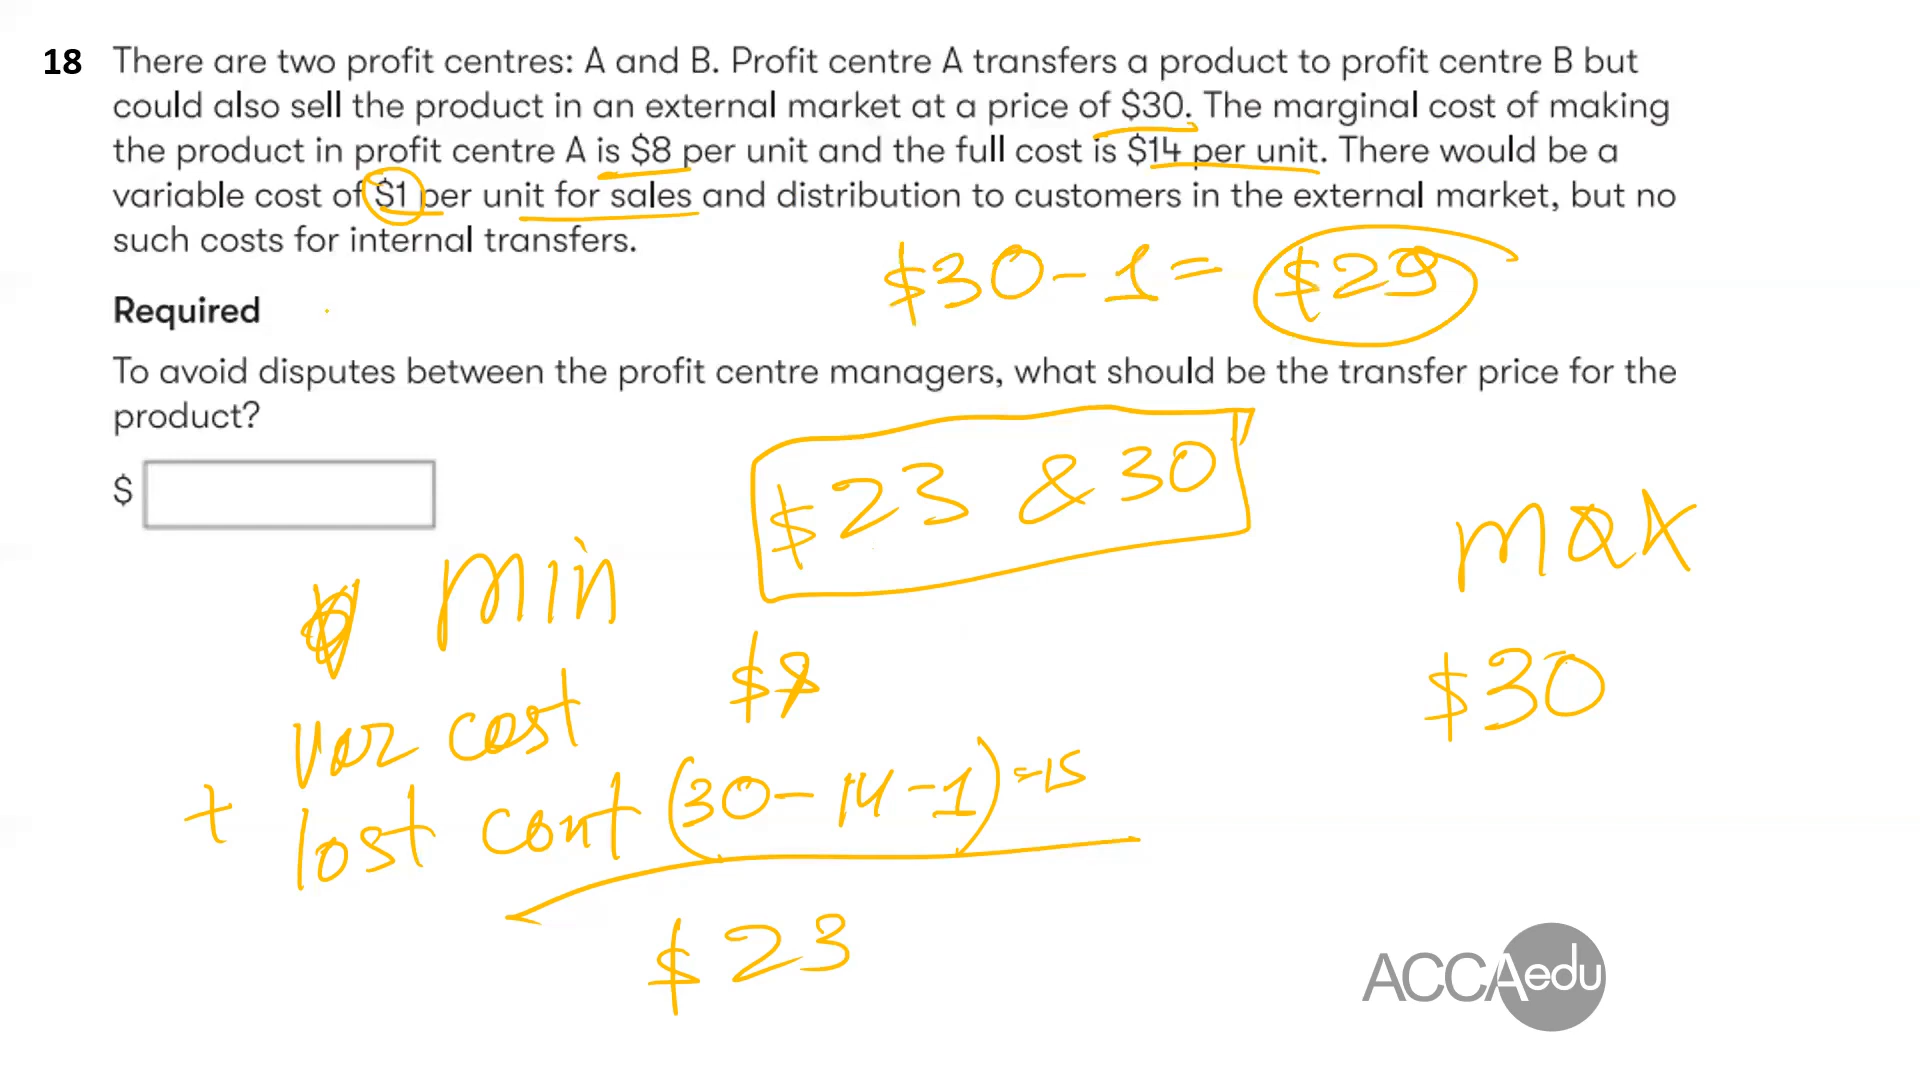 18 There are two profit centres: A and B. Profit centre A transfers a product to profit centre B but
could also sell the product in an external market at a price of $30. The marginal cost of making
the product in profit centre A is $8 per unit and the full cost is $14 per unit. There would be a
variable cost of $1 per unit for sales and distribution to customers in the external market, but no
such costs for internal transfers.
$30 - 1 = $29
Required
To avoid disputes between the profit centre managers, what should be the transfer price for the
product?
$
$23 & 30
min
max
var cost $8
$30
+ lost cont (30 - 14 - 1) = 15
$23
ACCAedu